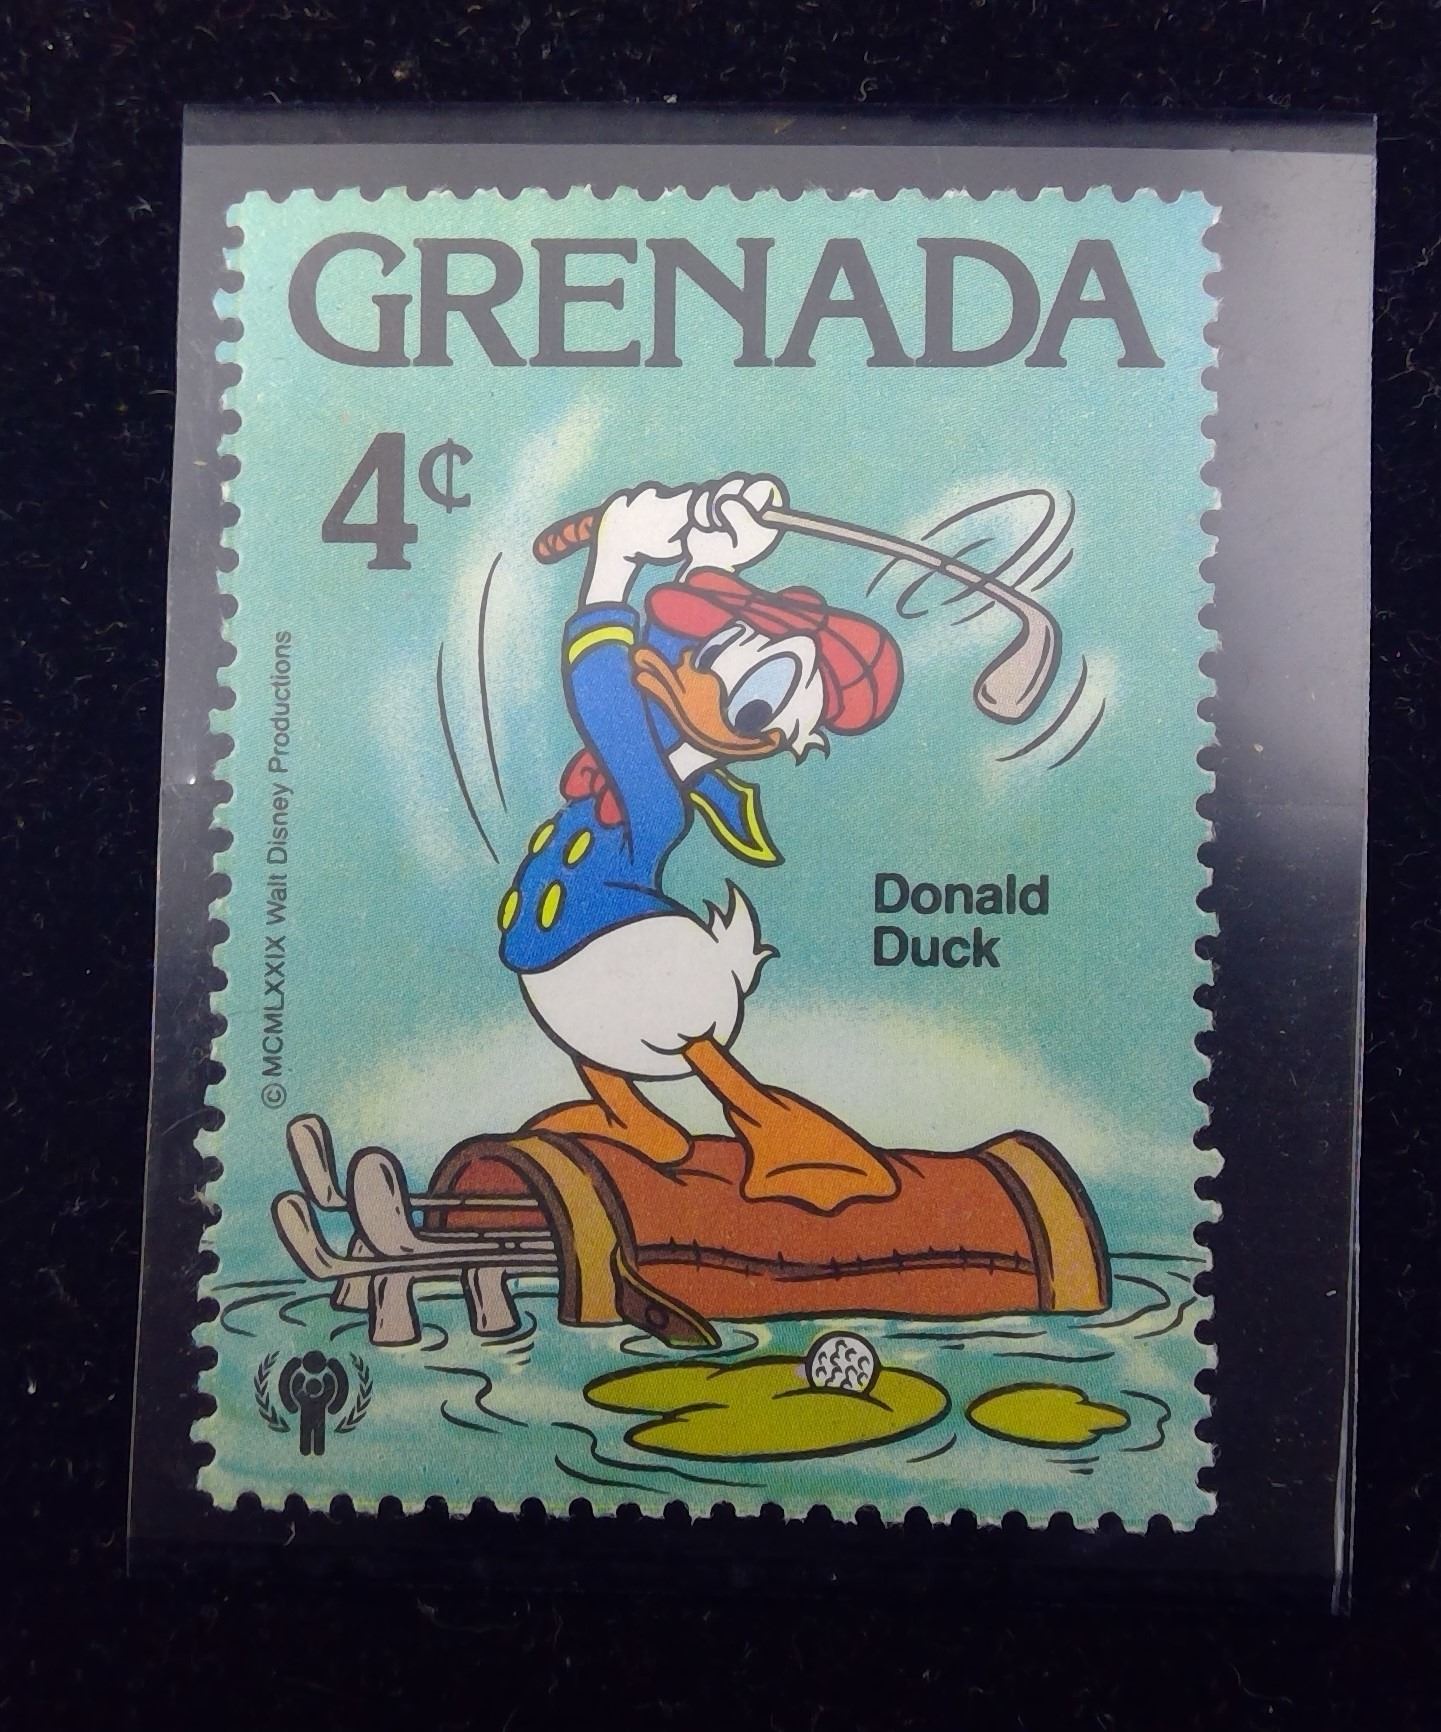 GRENADA
4¢
© MCMLXXIX Walt Disney Productions
Donald
Duck